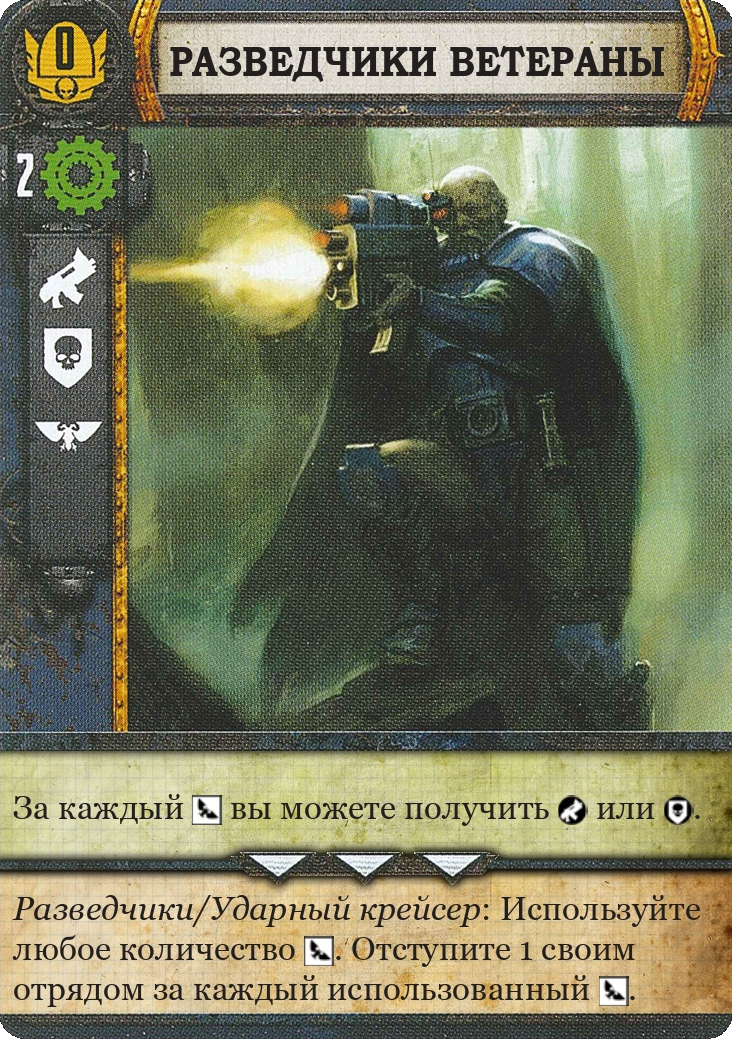 0
РАЗВЕДЧИКИ ВЕТЕРАНЫ
2
За каждый вы можете получить или .
Разведчики/Ударный крейсер: Используйте
любое количество . Отступите 1 своим
отрядом за каждый использованный .